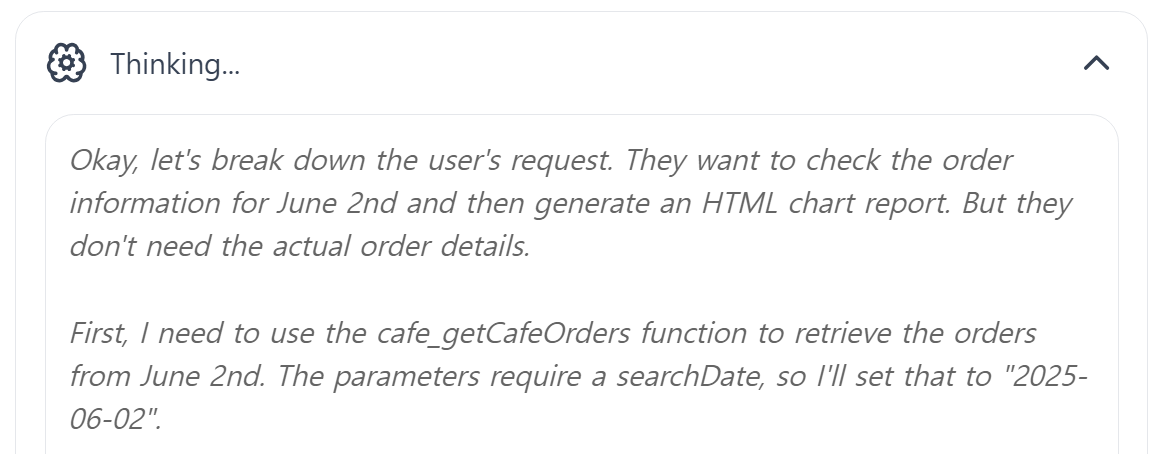 Thinking...
Okay, let's break down the user's request. They want to check the order
information for June 2nd and then generate an HTML chart report. But they
don't need the actual order details.
First, I need to use the cafe_getCafeOrders function to retrieve the orders
from June 2nd. The parameters require a searchDate, so I'll set that to "2025-
06-02".